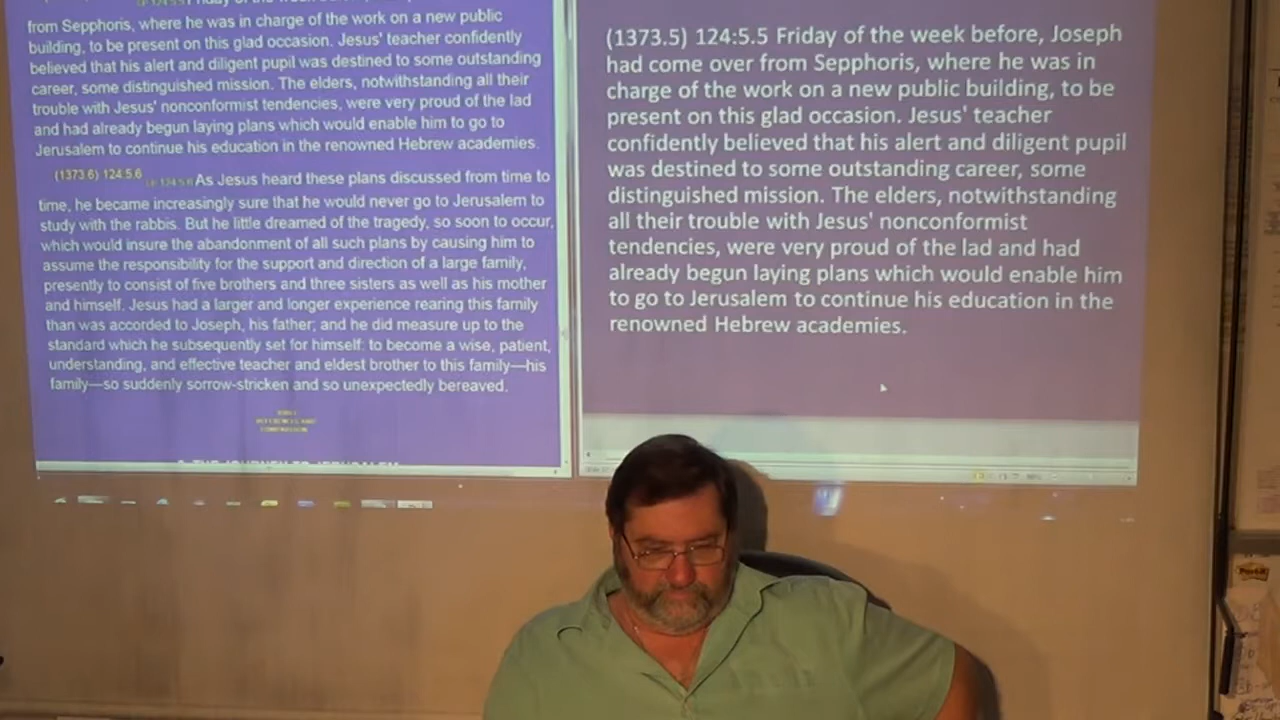 from Sepphoris, where he was in charge of the work on a new public
building, to be present on this glad occasion. Jesus' teacher confidently
believed that his alert and diligent pupil was destined to some outstanding
career, some distinguished mission. The elders, notwithstanding all their
trouble with Jesus' nonconformist tendencies, were very proud of the lad
and had already begun laying plans which would enable him to go to
Jerusalem to continue his education in the renowned Hebrew academies.
(1373.6) 124:5.6 As Jesus heard these plans discussed from time to
time, he became increasingly sure that he would never go to Jerusalem to
study with the rabbis. But he little dreamed of the tragedy, so soon to occur,
which would insure the abandonment of all such plans by causing him to
assume the responsibility for the support and direction of a large family,
presently to consist of five brothers and three sisters as well as his mother
and himself. Jesus had a larger and longer experience rearing this family
than was accorded to Joseph, his father; and he did measure up to the
standard which he subsequently set for himself: to become a wise, patient,
understanding, and effective teacher and eldest brother to this family—his
family—so suddenly sorrow-stricken and so unexpectedly bereaved.
(1373.5) 124:5.5 Friday of the week before, Joseph
had come over from Sepphoris, where he was in
charge of the work on a new public building, to be
present on this glad occasion. Jesus' teacher
confidently believed that his alert and diligent pupil
was destined to some outstanding career, some
distinguished mission. The elders, notwithstanding
all their trouble with Jesus' nonconformist
tendencies, were very proud of the lad and had
already begun laying plans which would enable him
to go to Jerusalem to continue his education in the
renowned Hebrew academies.
Post-it